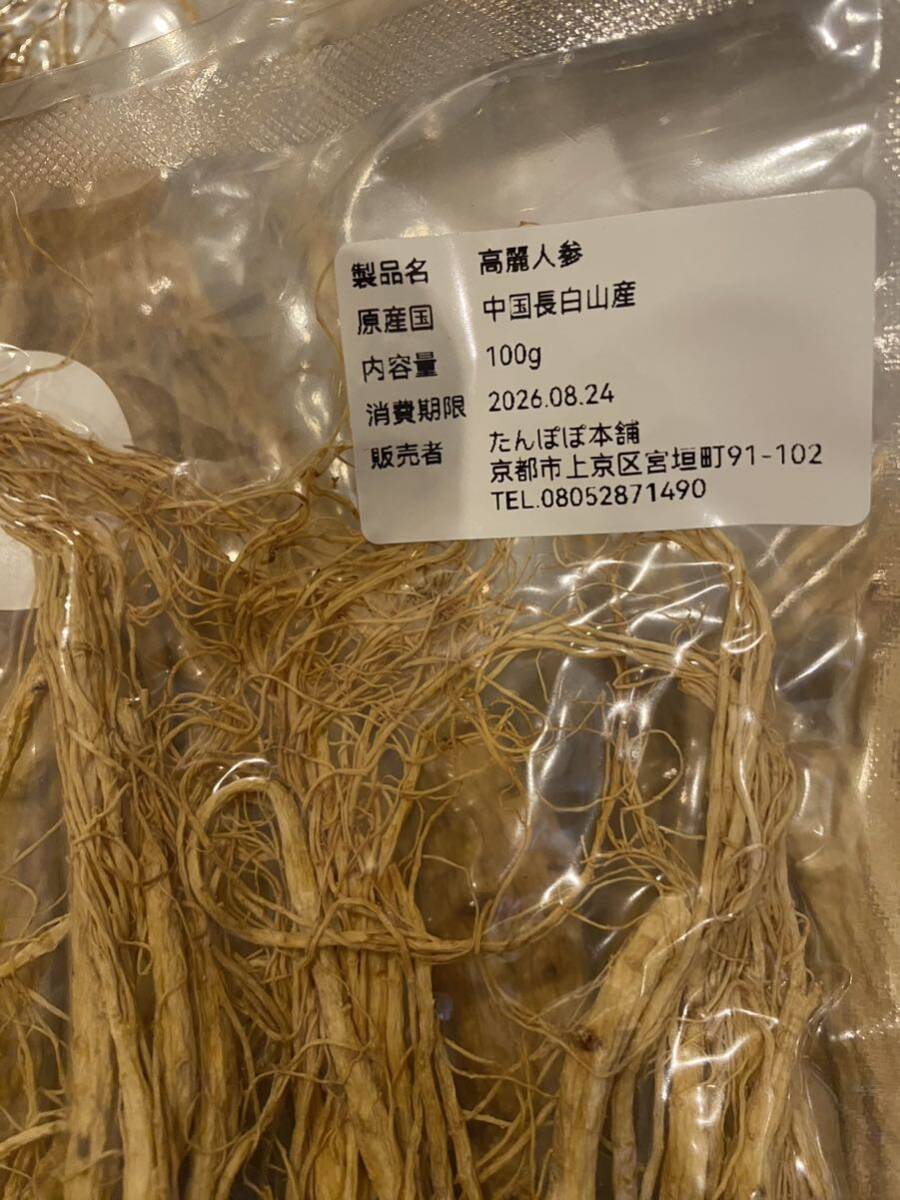 製品名 高麗人参
原産国 中国長白山産
内容量 100g
消費期限 2026.08.24
販売者 たんぽぽ本舗
京都市上京区宮垣町91-102
TEL.08052871490